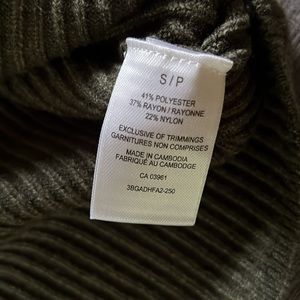 S / P
41% POLYESTER
37% RAYON / RAYONNE
22% NYLON
EXCLUSIVE OF TRIMMINGS
GARNITURES NON COMPRISES
MADE IN CAMBODIA
FABRIQUÉ AU CAMBODGE
CA 03961
3BGADHFA2-250